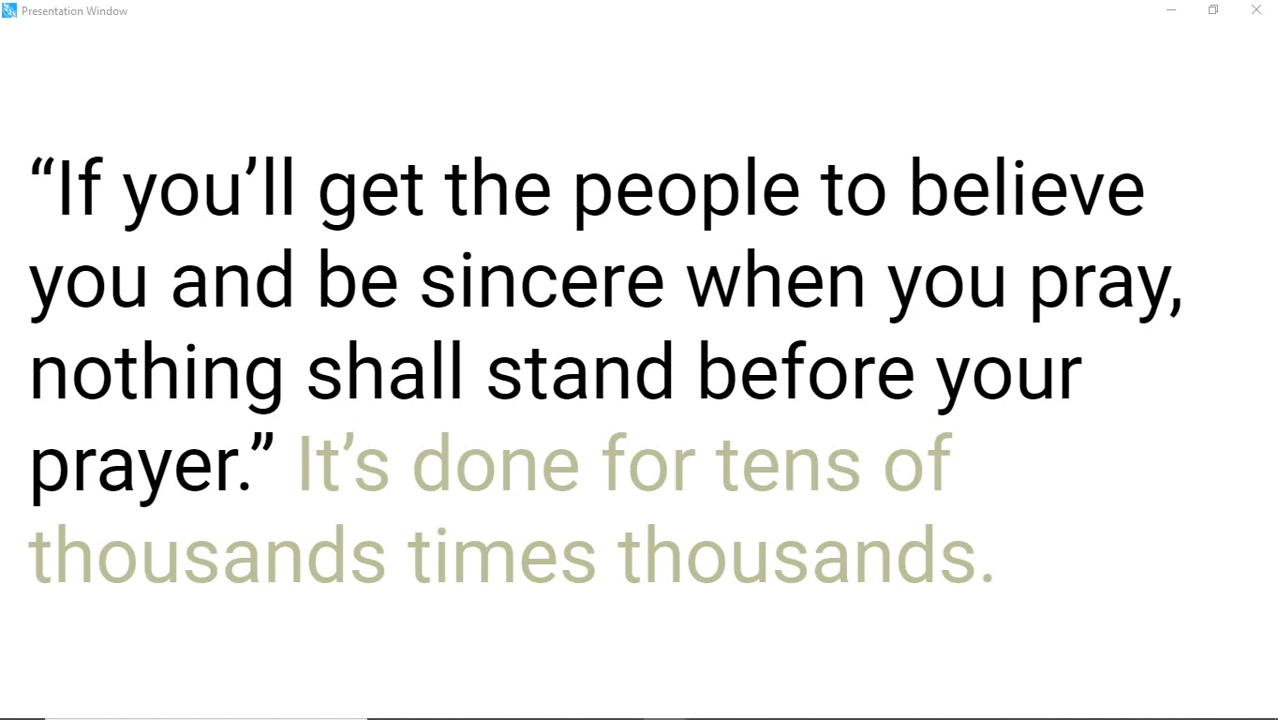 Presentation Window
“If you’ll get the people to believe
you and be sincere when you pray,
nothing shall stand before your
prayer.” It’s done for tens of
thousands times thousands.